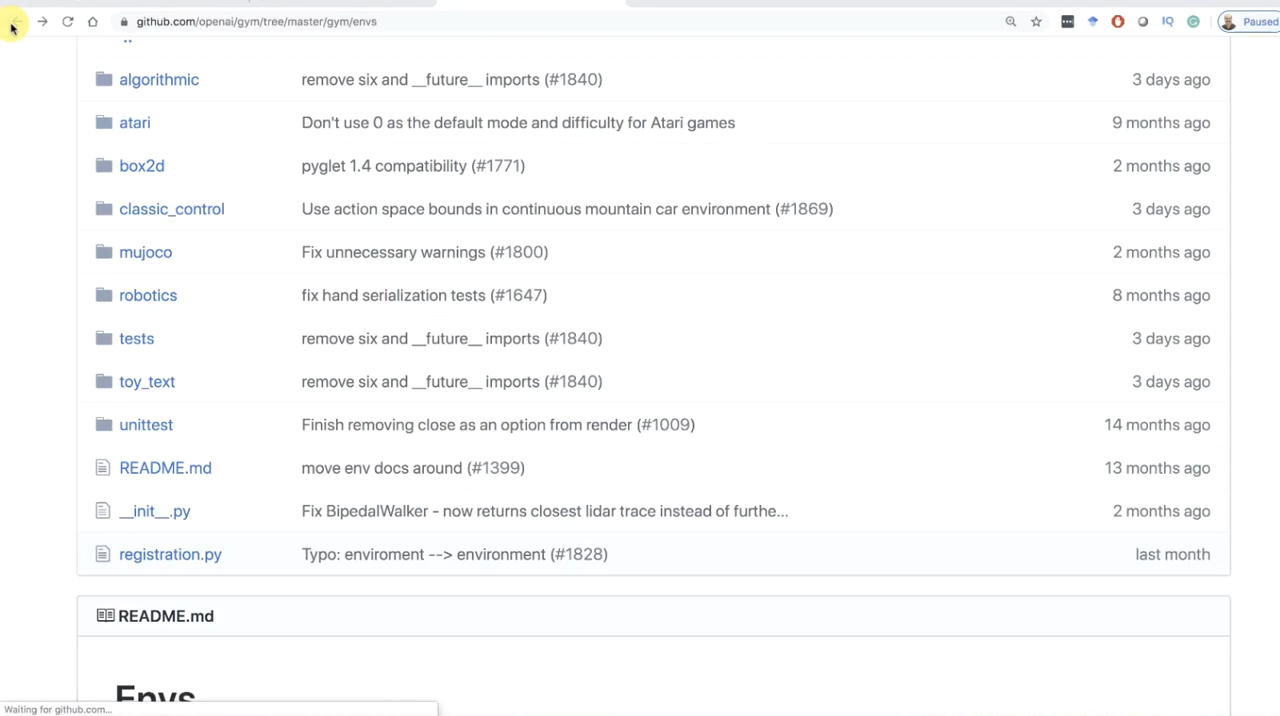 github.com/openai/gym/tree/master/gym/envs
IQ
Paused
..
algorithmic remove six and __future__ imports (#1840) 3 days ago
atari Don't use 0 as the default mode and difficulty for Atari games 9 months ago
box2d pyglet 1.4 compatibility (#1771) 2 months ago
classic_control Use action space bounds in continuous mountain car environment (#1869) 3 days ago
mujoco Fix unnecessary warnings (#1800) 2 months ago
robotics fix hand serialization tests (#1647) 8 months ago
tests remove six and __future__ imports (#1840) 3 days ago
toy_text remove six and __future__ imports (#1840) 3 days ago
unittest Finish removing close as an option from render (#1009) 14 months ago
README.md move env docs around (#1399) 13 months ago
__init__.py Fix BipedalWalker - now returns closest lidar trace instead of furthe... 2 months ago
registration.py Typo: enviroment --> environment (#1828) last month
README.md
Envs
Waiting for github.com...